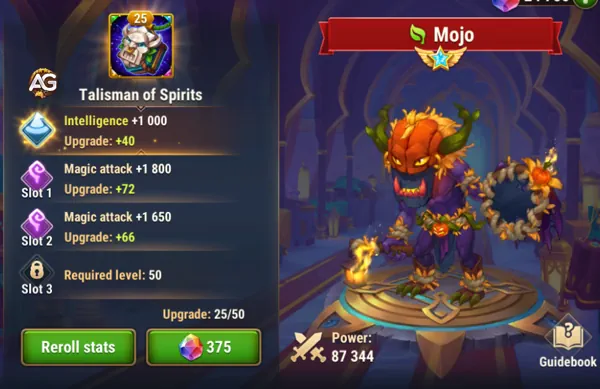 25
AG
Talisman of Spirits
Intelligence +1 000
Upgrade: +40
Slot 1
Magic attack +1 800
Upgrade: +72
Slot 2
Magic attack +1 650
Upgrade: +66
Slot 3
Required level: 50
Upgrade: 25/50
Reroll stats
375
Mojo
Power:
87 344
?
Guidebook